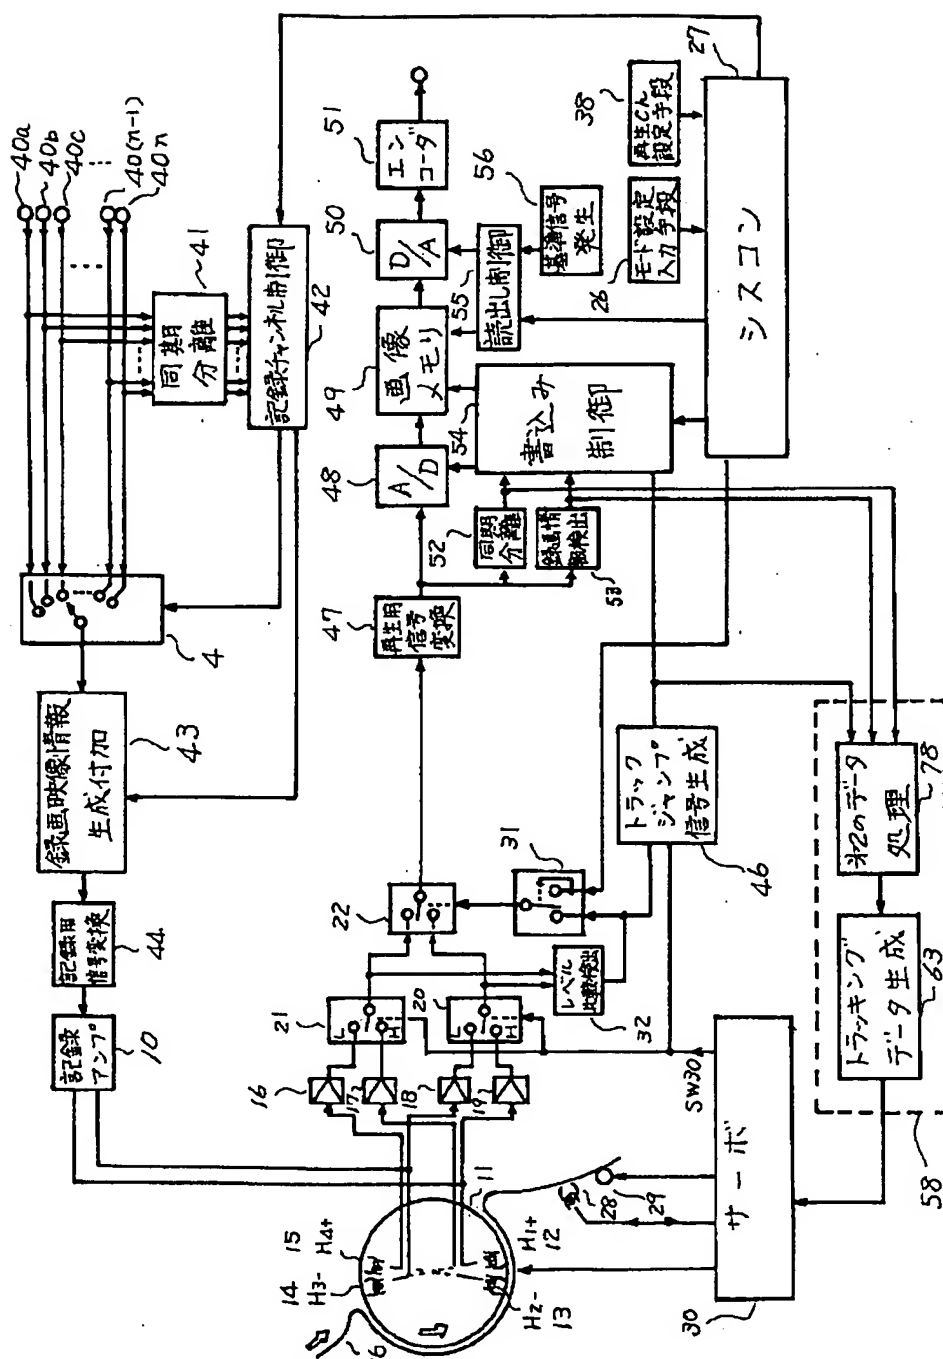 40a
40b
40c
40(n-1)
40n
同期
分離
41
記録チャンネル制御
42
4
録画映像情報
生成付加
43
記録用
信号変換
44
記録
アンプ
10
27
シスコン
再生Ch
設定手段
38
モード設定
入力手段
26
エン
コーダ
51
D/A
50
画像
メモリ
49
A/D
48
読出し制御
55
基準信号
発生
56
書込み
制御
54
同期
分離
52
録画情
報検出
53
再生用
信号
変換
47
22
31
トラック
ジャンプ
信号生成
46
レベル
比較検出
32
21
L
H
20
L
H
16
17
18
19
SW30
サーボ
30
第2のデータ
処理
78
トラッキング
データ生成
63
58
11
15
H4+
14
H3-
H1+
12
H2-
13
28
29
6